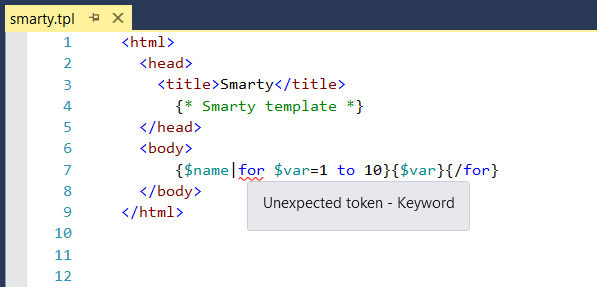 smarty.tpl
1 <html>
2 <head>
3 <title>Smarty</title>
4 {* Smarty template *}
5 </head>
6 <body>
7 {$name|for $var=1 to 10}{$var}{/for}
8 </body>
9 </html>
10
11
12
Unexpected token - Keyword